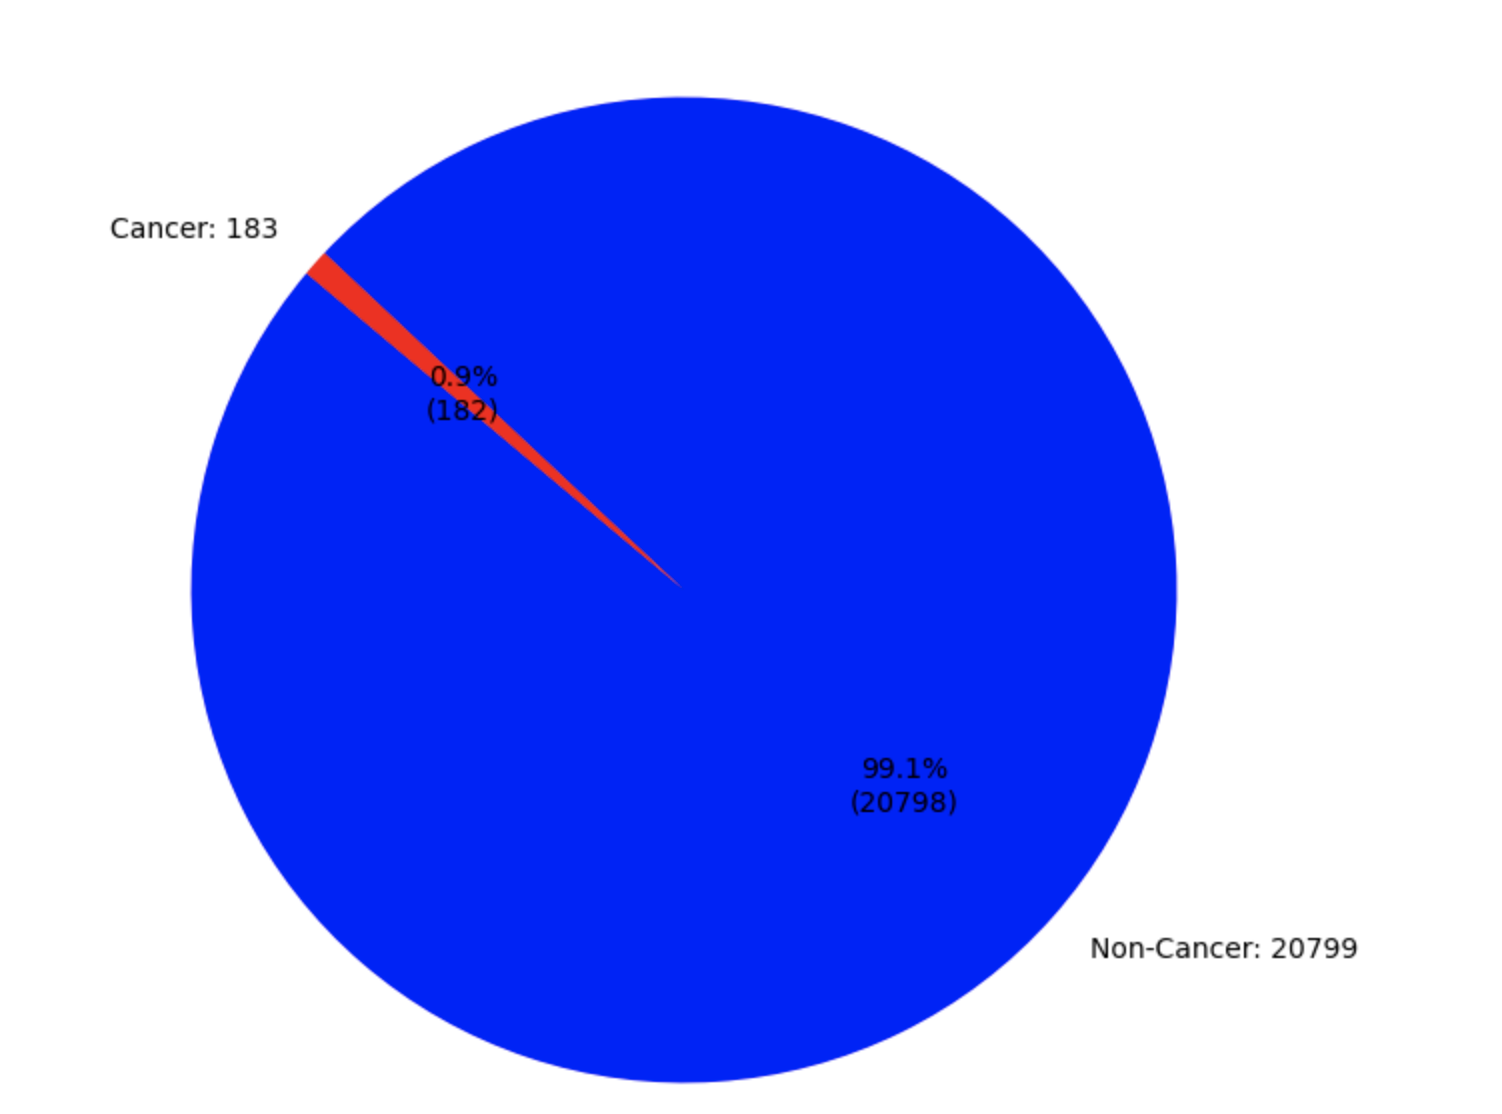 Cancer: 183
0.9%
(182)
99.1%
(20798)
Non-Cancer: 20799